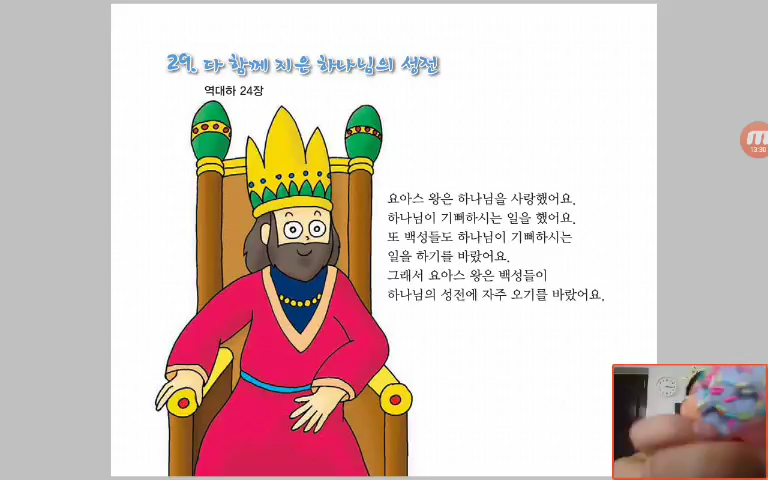 29. 다 함께 지은 하나님의 성전
역대하 24장
요아스 왕은 하나님을 사랑했어요.
하나님이 기뻐하시는 일을 했어요.
또 백성들도 하나님이 기뻐하시는
일을 하기를 바랐어요.
그래서 요아스 왕은 백성들이
하나님의 성전에 자주 오기를 바랐어요.
13:30